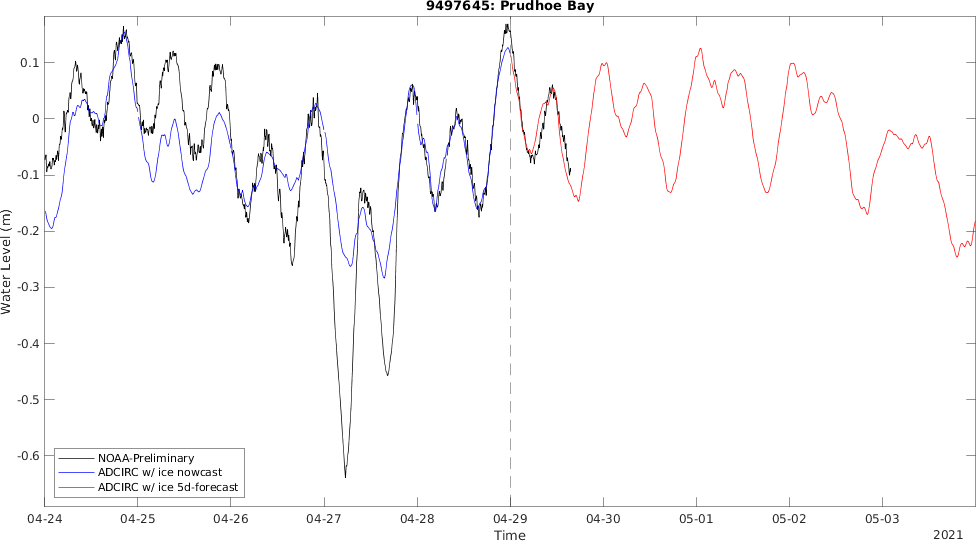 9497645: Prudhoe Bay
Water Level (m)
0.1
0
-0.1
-0.2
-0.3
-0.4
-0.5
-0.6
NOAA-Preliminary
ADCIRC w/ ice nowcast
ADCIRC w/ ice 5d-forecast
04-24 04-25 04-26 04-27 04-28 04-29 04-30 05-01 05-02 05-03
Time
2021